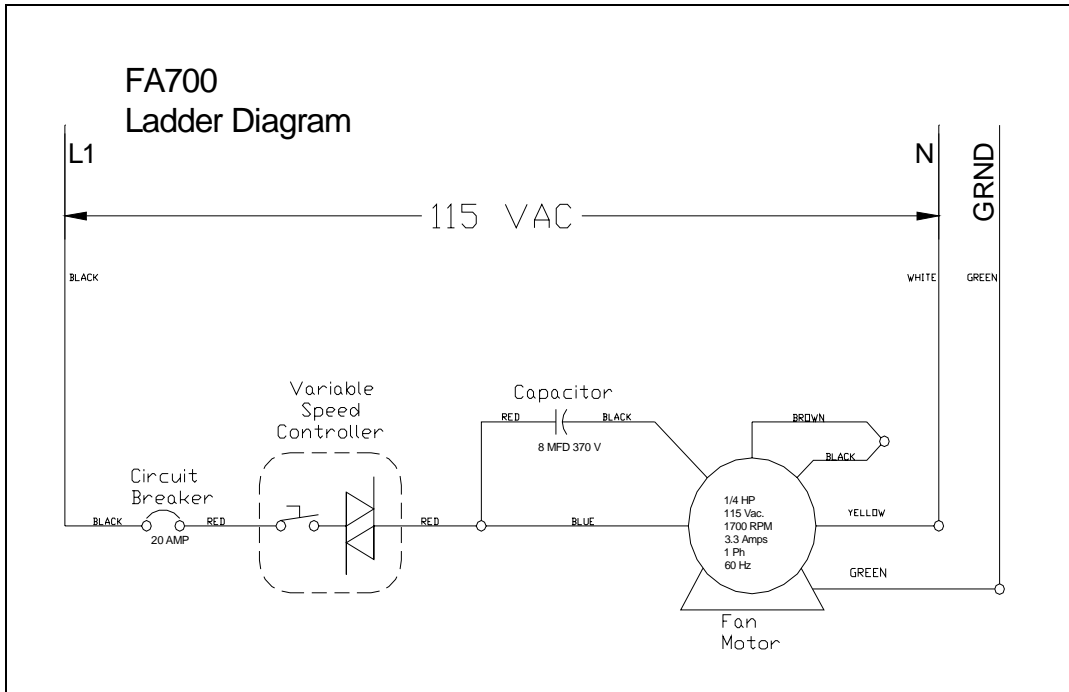 FA700
Ladder Diagram
L1
N
GRND
115 VAC
BLACK
WHITE
GREEN
Variable
Speed
Controller
Capacitor
RED
BLACK
8 MFD 370 V
BROWN
BLACK
Circuit
Breaker
BLACK
RED
20 AMP
RED
BLUE
1/4 HP
115 Vac.
1700 RPM
3.3 Amps
1 Ph
60 Hz
YELLOW
GREEN
Fan
Motor